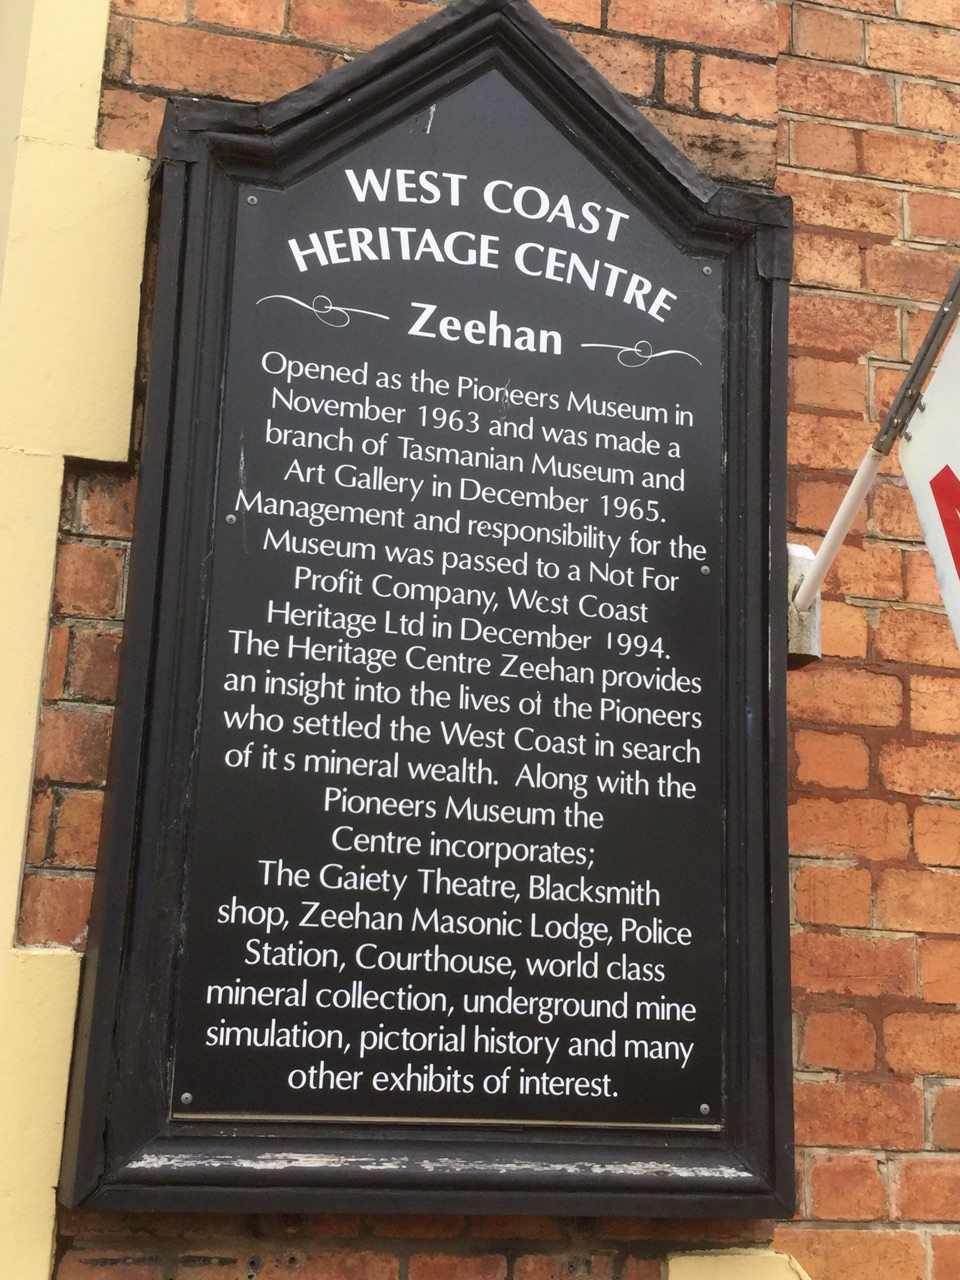 WEST COAST
HERITAGE CENTRE
Zeehan
Opened as the Pioneers Museum in
November 1963 and was made a
branch of Tasmanian Museum and
Art Gallery in December 1965.
Management and responsibility for the
Museum was passed to a Not For
Profit Company, West Coast
Heritage Ltd in December 1994.
The Heritage Centre Zeehan provides
an insight into the lives of the Pioneers
who settled the West Coast in search
of it s mineral wealth. Along with the
Pioneers Museum the
Centre incorporates;
The Gaiety Theatre, Blacksmith
shop, Zeehan Masonic Lodge, Police
Station, Courthouse, world class
mineral collection, underground mine
simulation, pictorial history and many
other exhibits of interest.